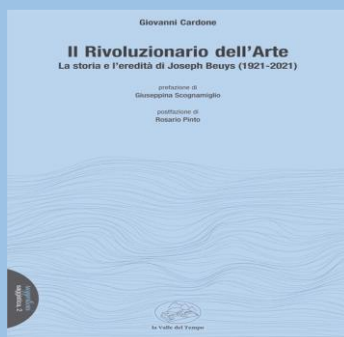 Giovanni Cardone
Il Rivoluzionario dell'Arte
La storia e l'eredità di Joseph Beuys (1921-2021)
prefazione di
Giuseppina Scognamiglio
postfazione di
Rosario Pinto
la Valle del Tempo